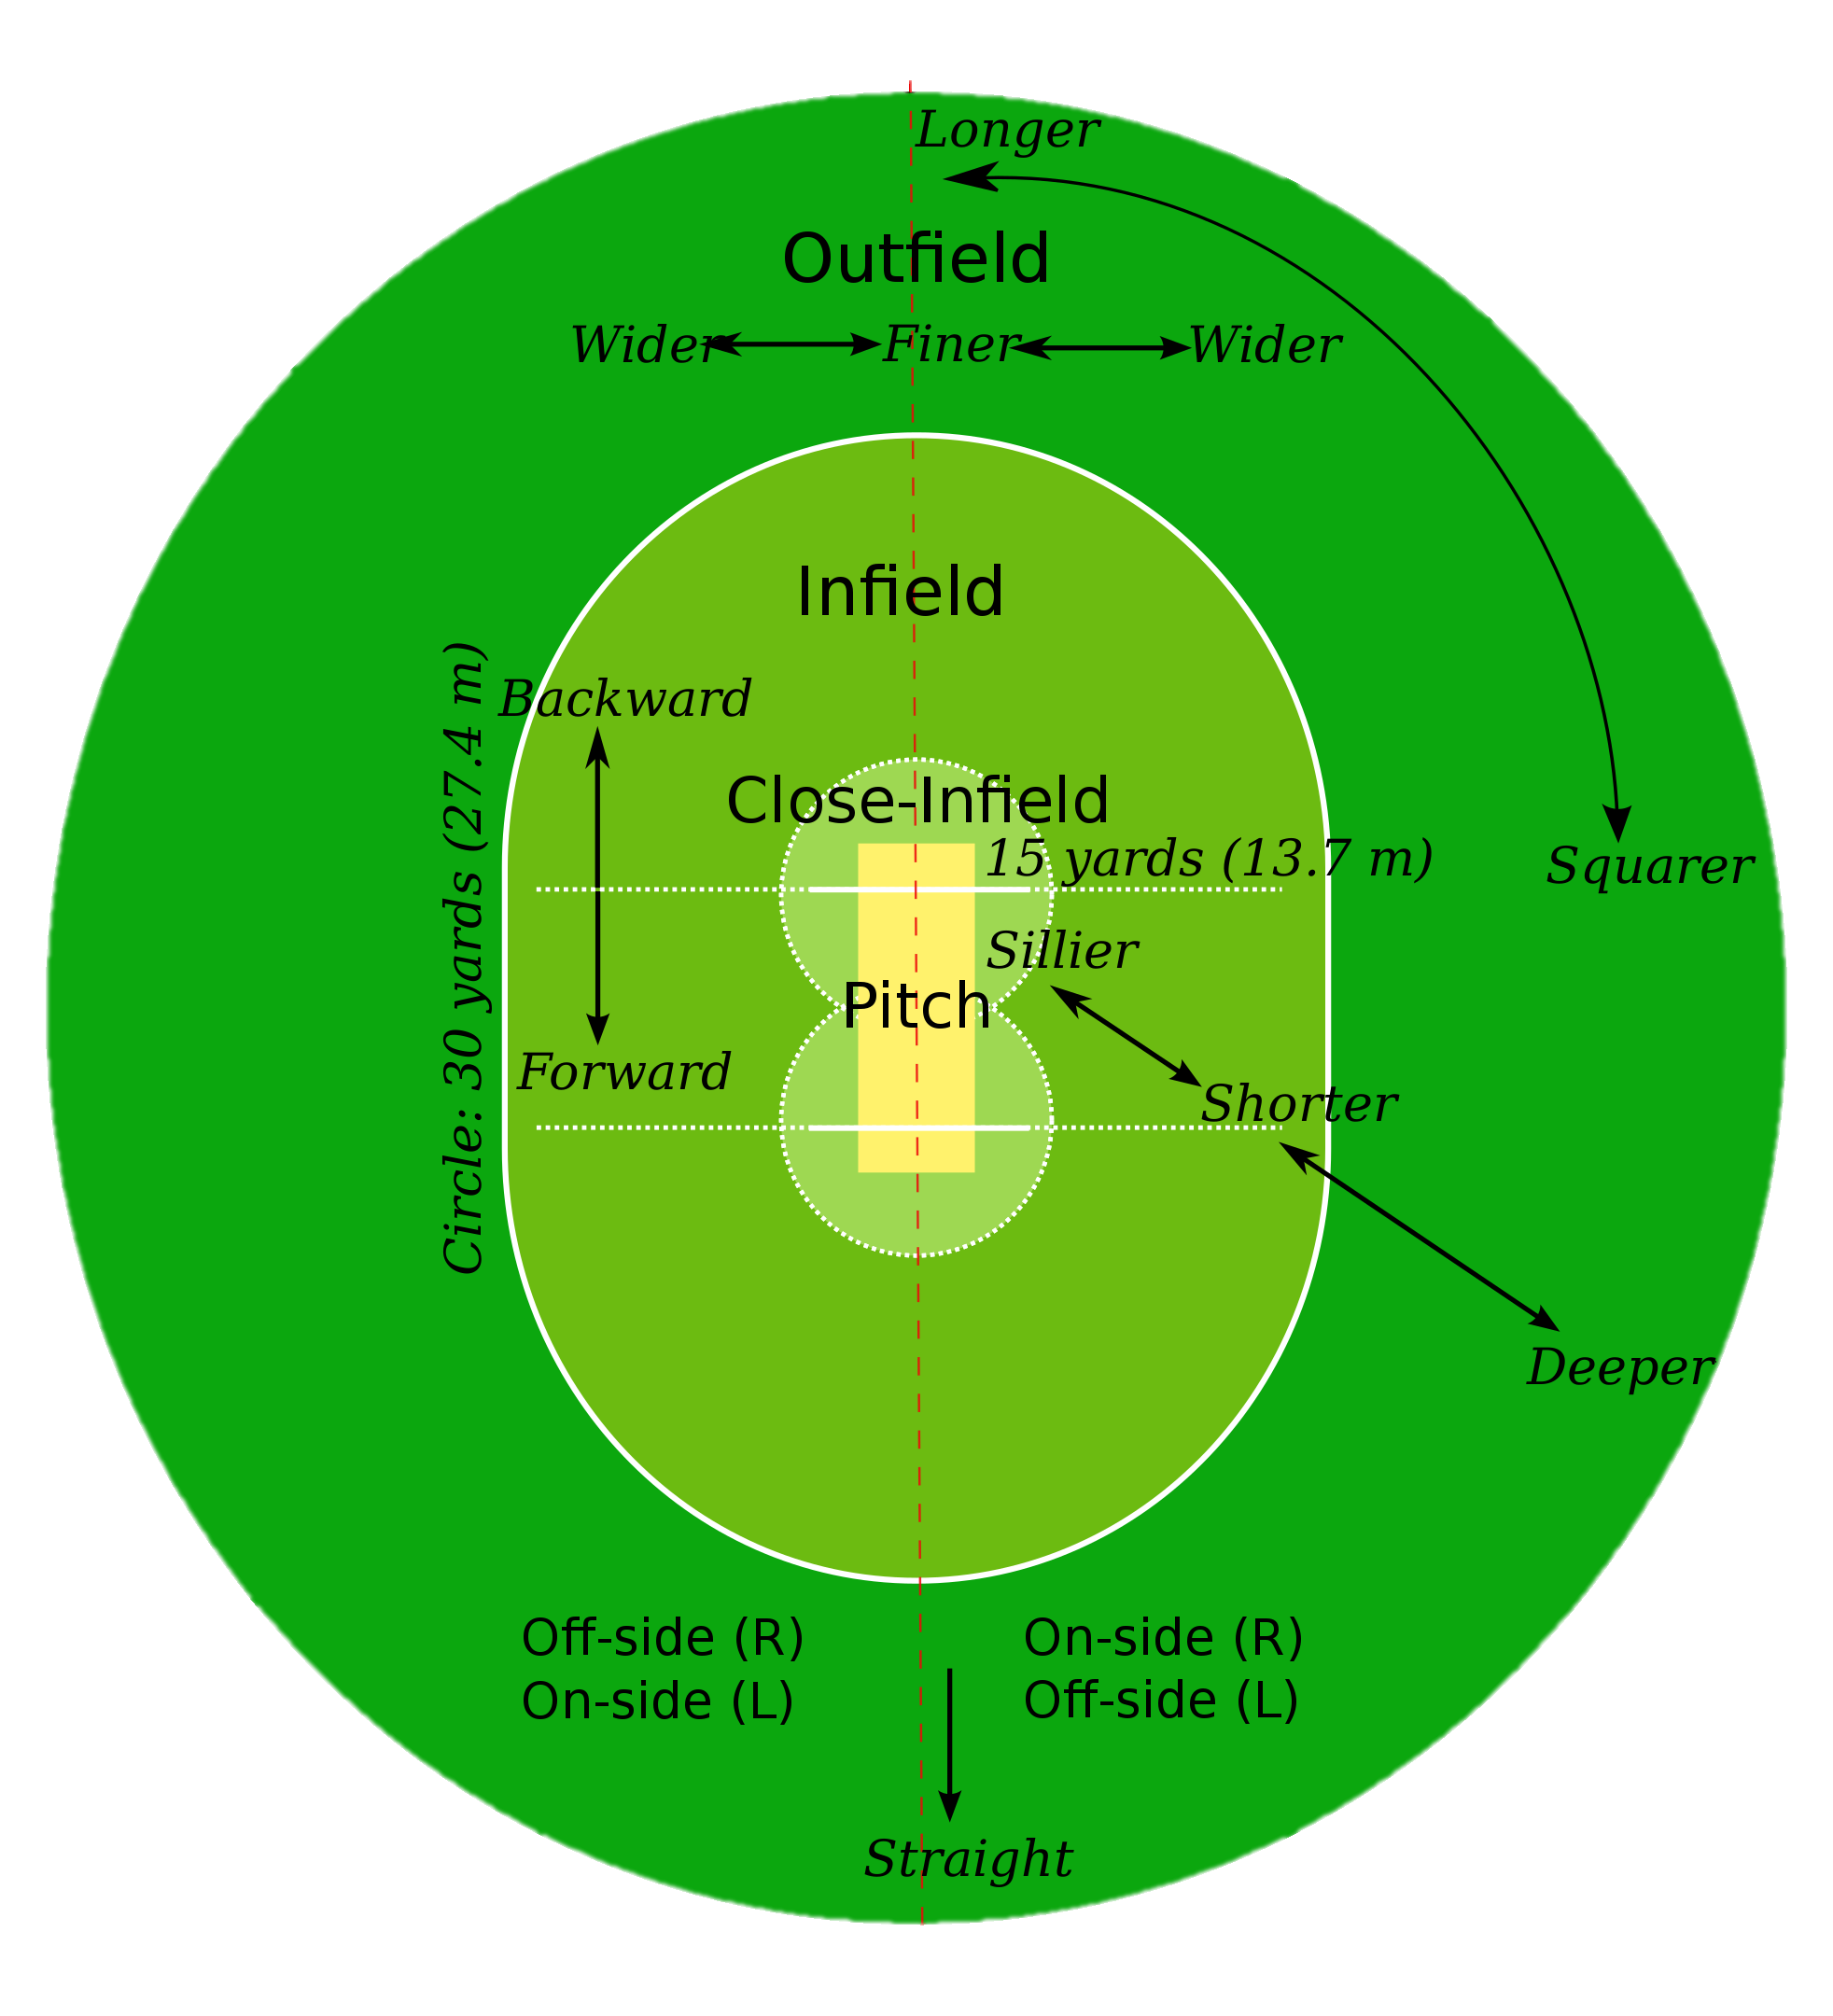 Longer
Outfield
Wider
Finer
Wider
Infield
Backward
Close-Infield
15 yards (13.7 m)
Squarer
Circle: 30 yards (27.4 m)
Sillier
Pitch
Forward
Shorter
Deeper
Off-side (R)
On-side (L)
On-side (R)
Off-side (L)
Straight